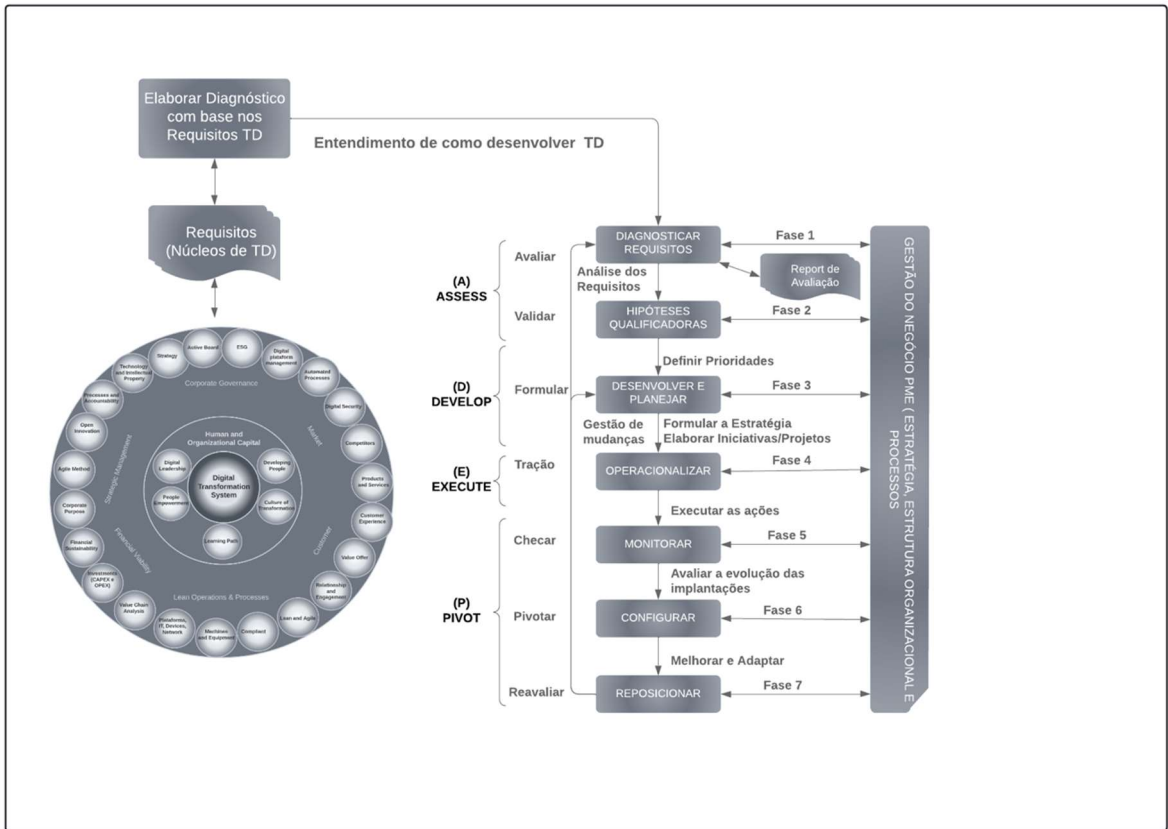 Elaborar Diagnóstico
com base nos
Requisitos TD
Entendimento de como desenvolver TD
Requisitos
(Núcleos de TD)
Active Board
ESG
Digital
plataform
management
Automated
Processes
Digital Security
Competitors
Products
and Services
Customer
Experience
Value Offer
Relationship
and
Engagement
Lean and Agile
Compliant
Machines
and Equipment
Plataforms,
IT, Devices,
Network
Value Chain
Analysis
Investments
(CAPEX e
OPEX)
Financial
Sustainability
Corporate
Purpose
Agile Method
Open
Innovation
Processes and
Accountability
Technology
and Intellectual
Property
Strategy
Corporate Governance
Market
Customer
Lean Operations & Processes
Financial Viability
Strategic Management
Human and
Organizational Capital
Digital
Leadership
Developing
People
People
Empowerment
Culture of
Transformation
Learning Path
Digital
Transformation
System
(A)
ASSESS
Avaliar
Validar
(D)
DEVELOP
Formular
(E)
EXECUTE
Tração
(P)
PIVOT
Checar
Pivotar
Reavaliar
DIAGNOSTICAR
REQUISITOS
Fase 1
Report de
Avaliação
Análise dos
Requisitos
HIPÓTESES
QUALIFICADORAS
Fase 2
Definir Prioridades
DESENVOLVER E
PLANEJAR
Fase 3
Gestão de
mudanças
Formular a Estratégia
Elaborar Iniciativas/Projetos
OPERACIONALIZAR
Fase 4
Executar as ações
MONITORAR
Fase 5
Avaliar a evolução das
implantações
CONFIGURAR
Fase 6
Melhorar e Adaptar
REPOSICIONAR
Fase 7
GESTÃO DO NEGÓCIO PME ( ESTRATÉGIA, ESTRUTURA ORGANIZACIONAL E
PROCESSOS